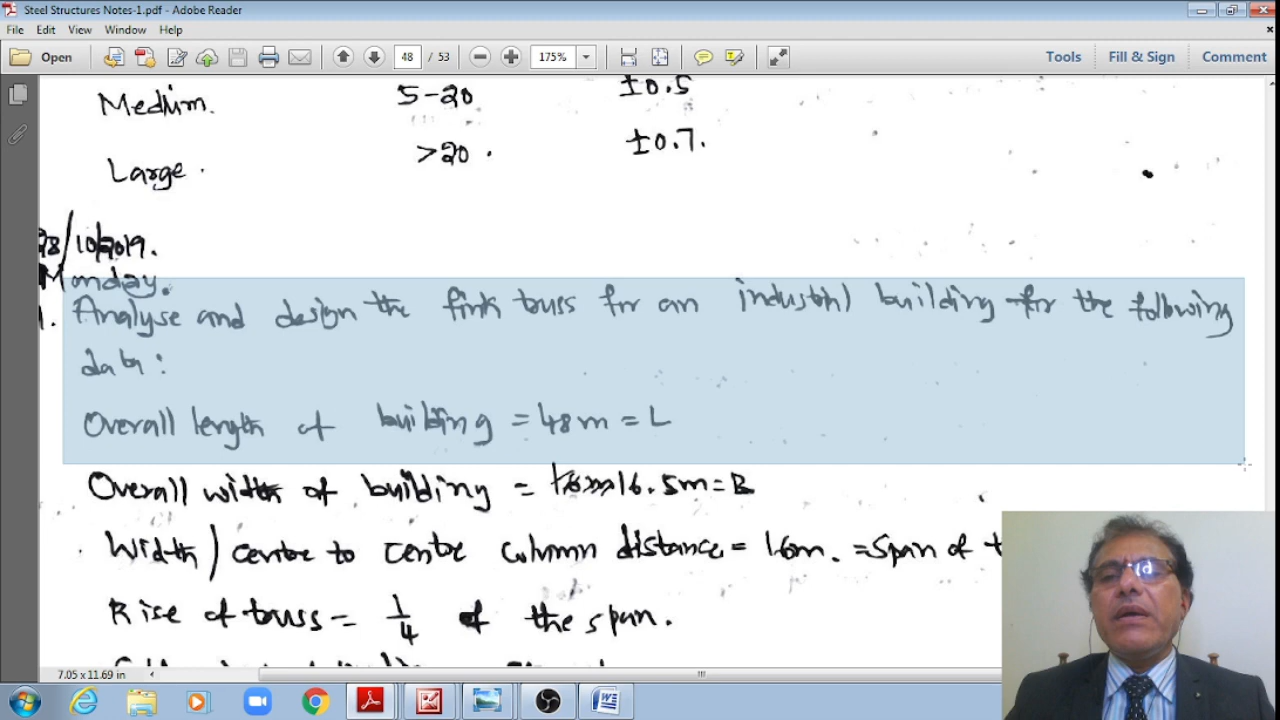 Steel Structures Notes-1.pdf - Adobe Reader
File Edit View Window Help
Open 48 / 53 175% Tools Fill & Sign Comment
Medium. 5-20 ±0.5
Large. >20. ±0.7.
28/10/2019.
Monday.
1. Analyse and design the fink truss for an industrial building for the following
data:
Overall length of building = 48m = L
Overall width of building = 16.5m = B
Width / centre to centre column distance = 16m. = span of t
Rise of truss = 1/4 of the span.
7.05 x 11.69 in